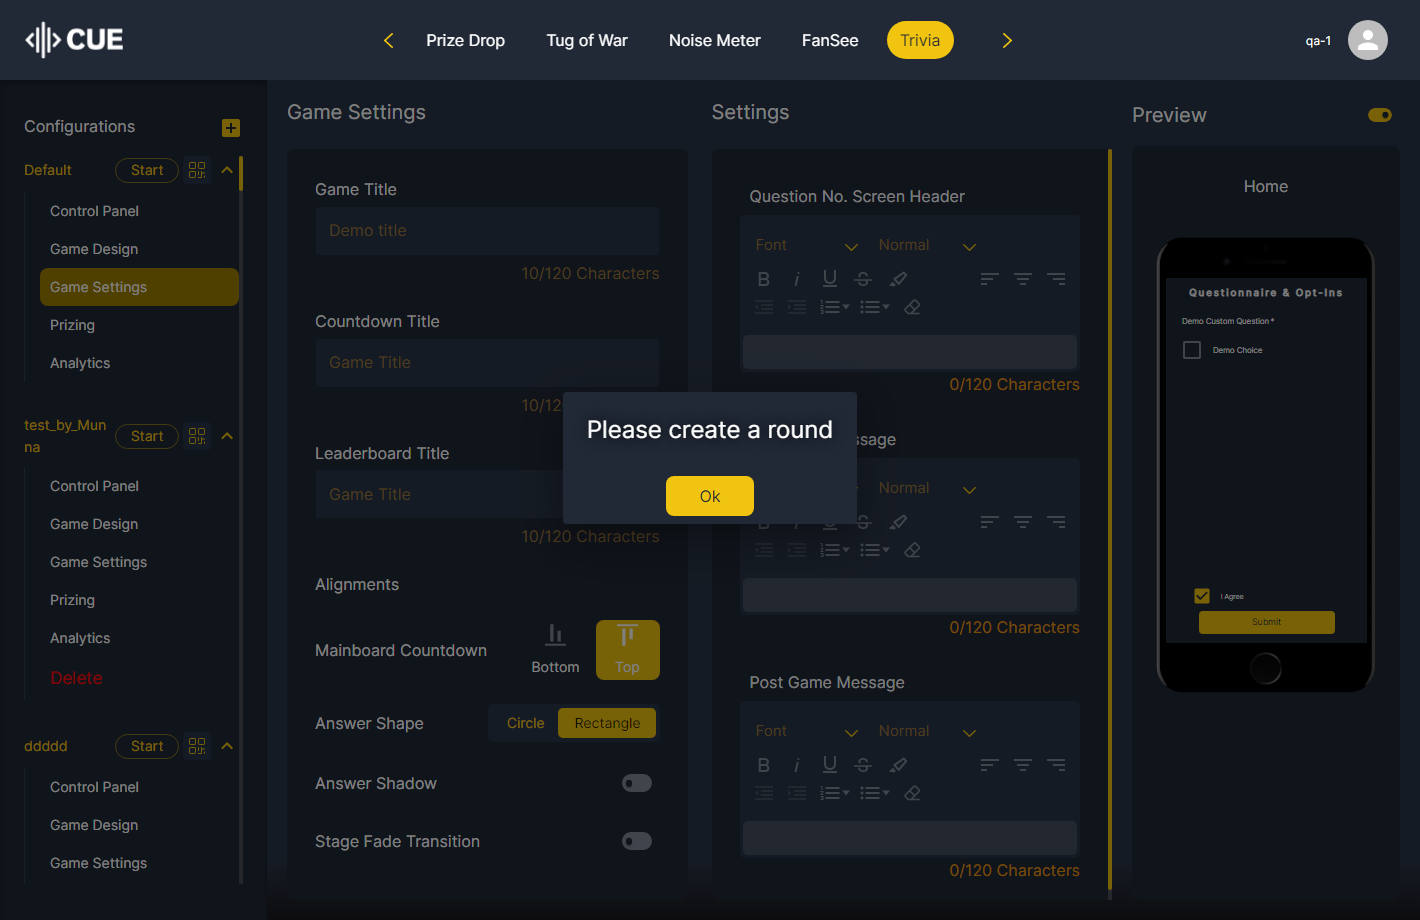 CUE
Prize Drop
Tug of War
Noise Meter
FanSee
Trivia
qa-1
Configurations
Default
Start
Control Panel
Game Design
Game Settings
Prizing
Analytics
test_by_Mun
na
Start
Control Panel
Game Design
Game Settings
Prizing
Analytics
Delete
ddddd
Start
Control Panel
Game Design
Game Settings
Game Settings
Game Title
Demo title
10/120 Characters
Countdown Title
Game Title
10/12
Leaderboard Title
Game Title
10/120 Characters
Alignments
Mainboard Countdown
Bottom
Top
Answer Shape
Circle
Rectangle
Answer Shadow
Stage Fade Transition
Please create a round
Ok
Settings
Question No. Screen Header
Font
Normal
0/120 Characters
ssage
Normal
0/120 Characters
Post Game Message
Font
Normal
0/120 Characters
Preview
Home
Questionnaire & Opt-Ins
Demo Custom Question *
Demo Choice
I Agree
Submit